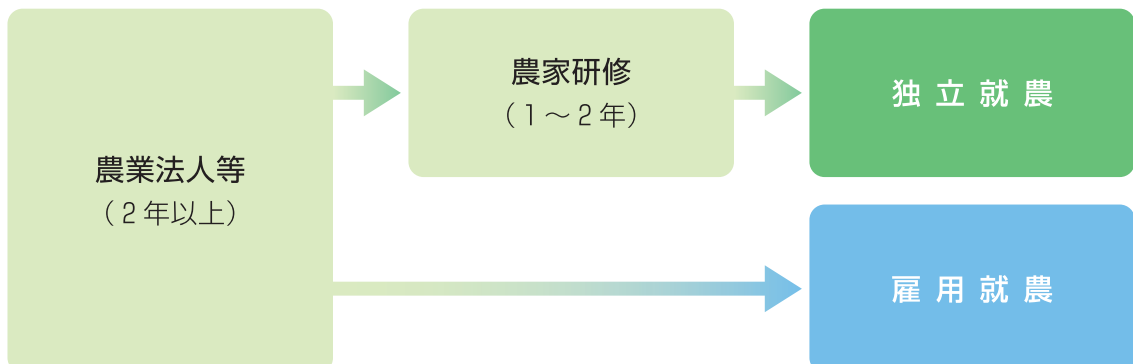 農業法人等
（2年以上）
農家研修
（1～2年）
独立就農
雇用就農